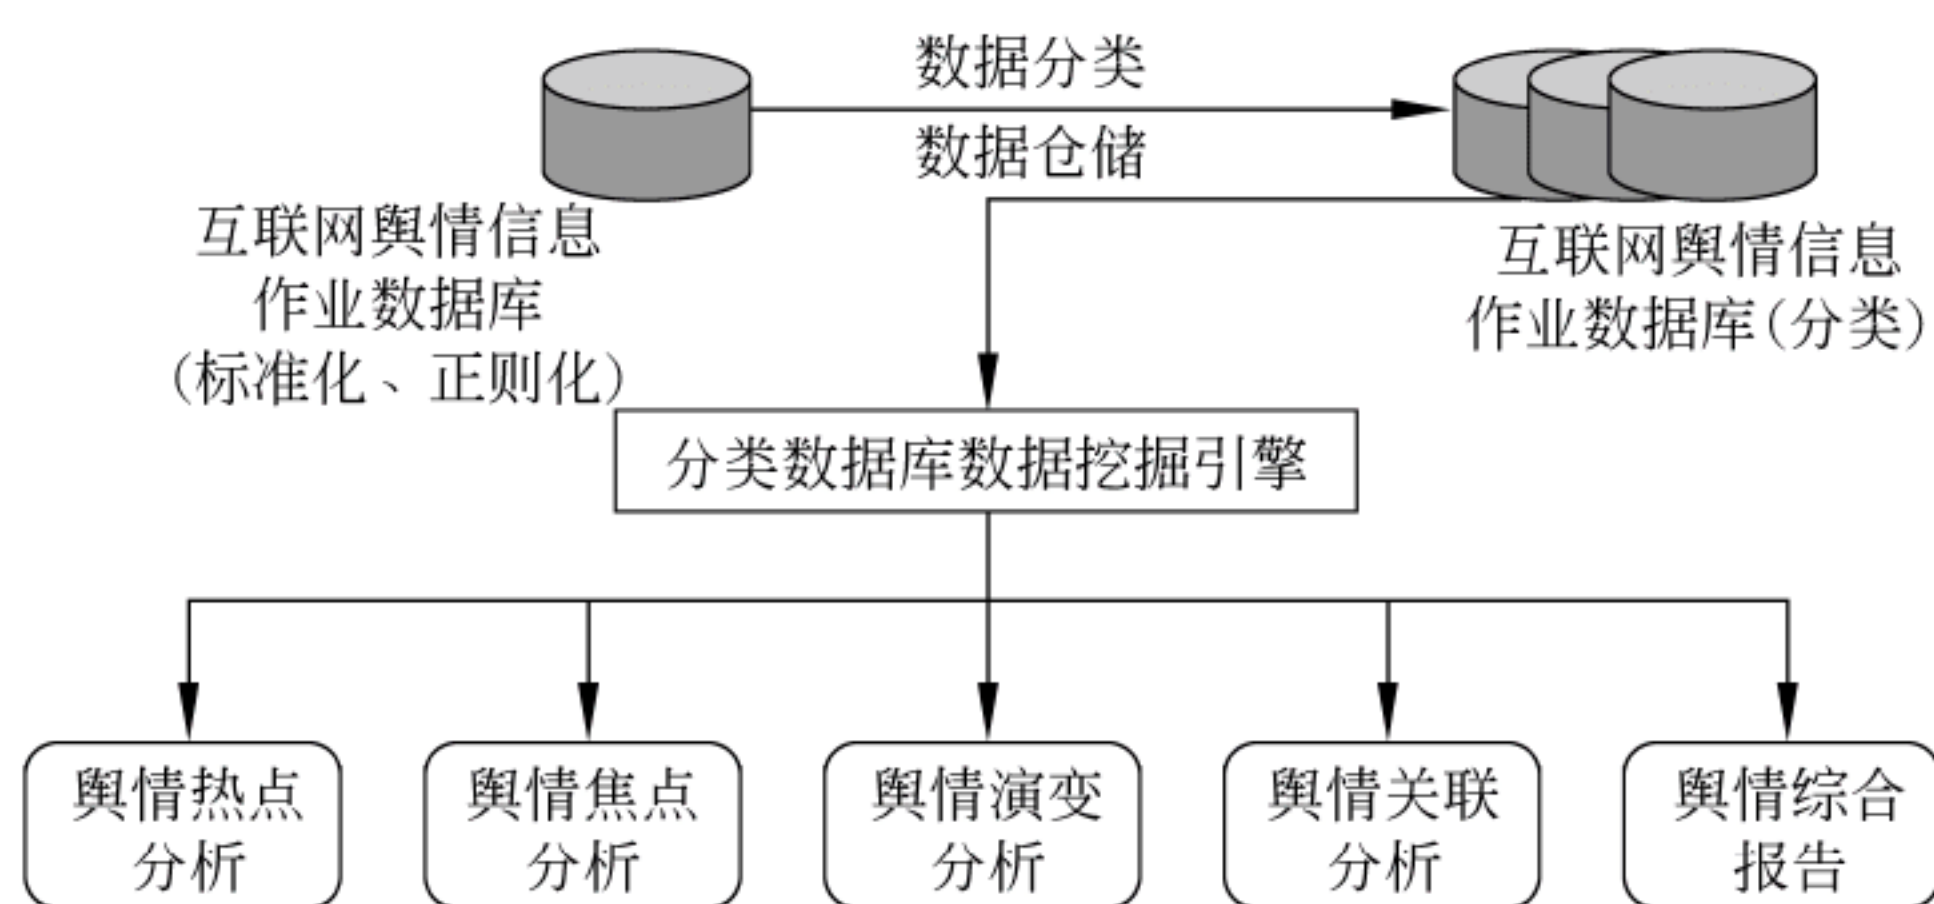 数据分类
数据仓储
互联网舆情信息
作业数据库
(标准化、正则化)
互联网舆情信息
作业数据库(分类)
分类数据库数据挖掘引擎
舆情热点
分析
舆情焦点
分析
舆情演变
分析
舆情关联
分析
舆情综合
报告